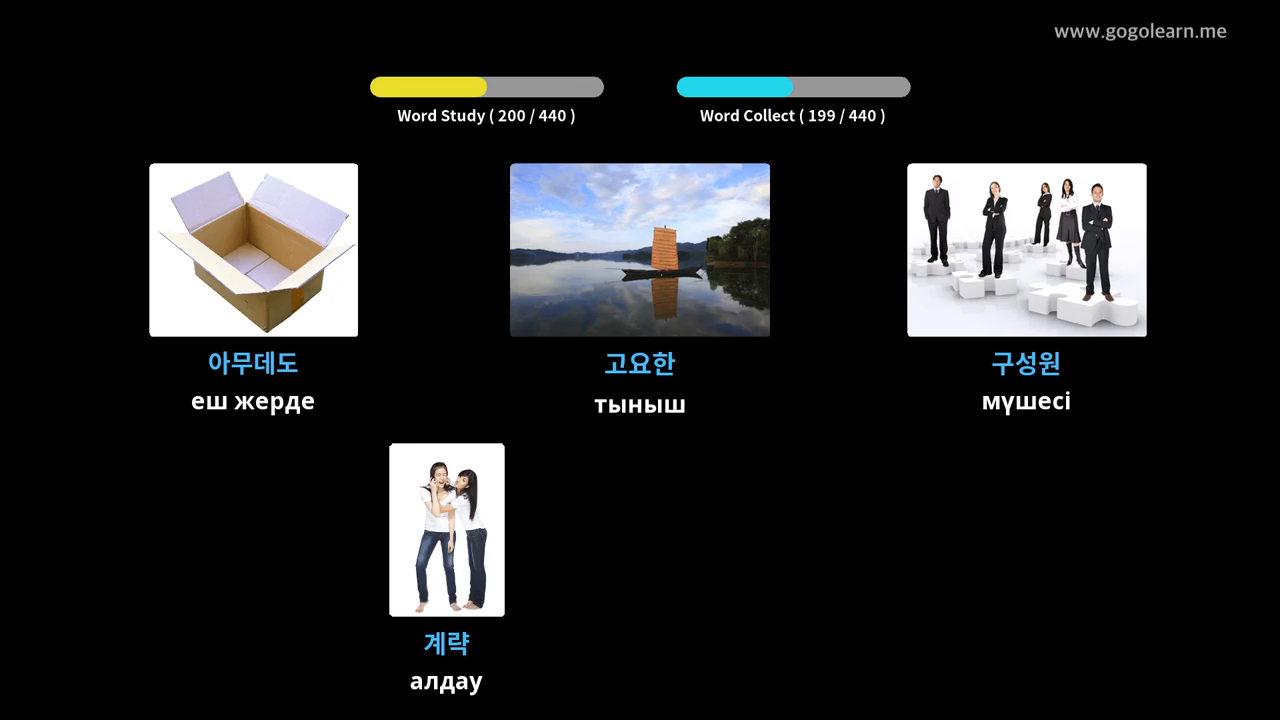 www.gogolearn.me
Word Study ( 200 / 440 )
Word Collect ( 199 / 440 )
아무데도
еш жерде
고요한
тыныш
구성원
мүшесі
계략
алдау